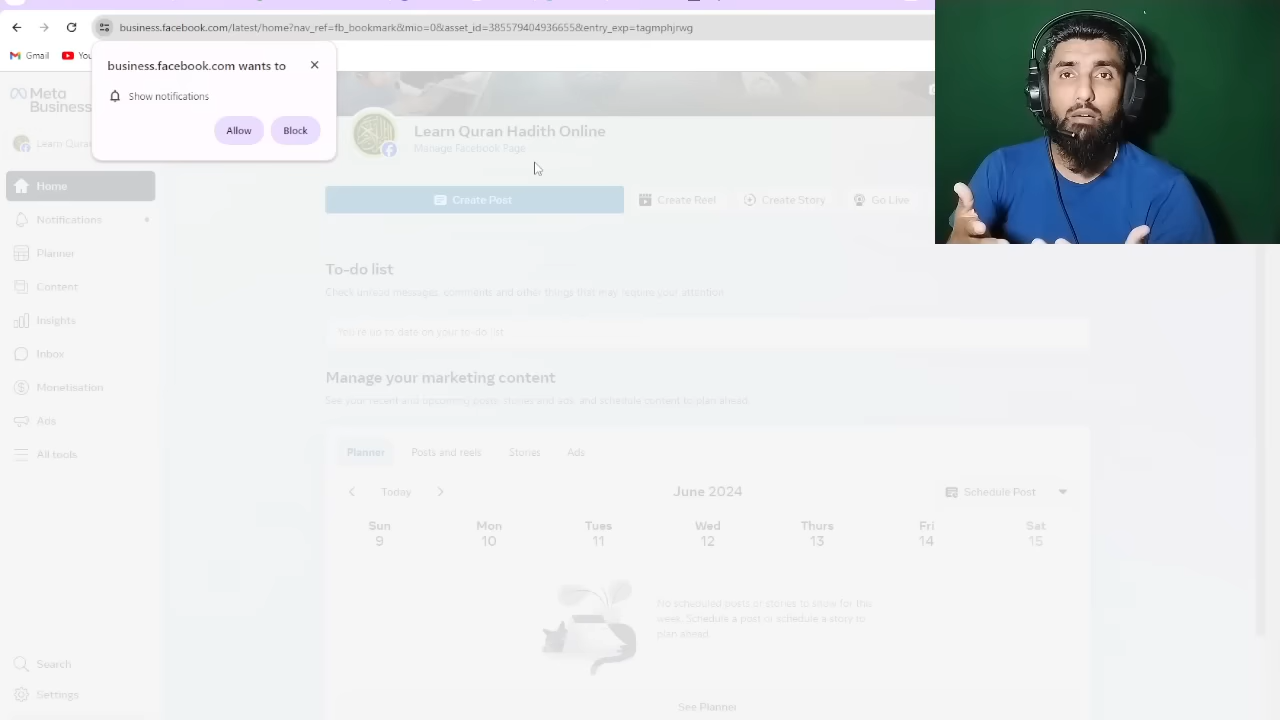 business.facebook.com/latest/home?nav_ref=fb_bookmark&mio=0&asset_id=385579404936655&entry_exp=tagmphjrwg
Gmail
You
business.facebook.com wants to
Show notifications
Allow
Block
Meta
Business
Learn Qura
Learn Quran Hadith Online
Manage Facebook Page
Create Post
Create Reel
Create Story
Go Live
Home
Notifications
Planner
Content
Insights
Inbox
Monetisation
Ads
All tools
Search
Settings
To-do list
Check unread messages, comments and other things that may require your attention
You're up to date on your to-do list
Manage your marketing content
See your recent and upcoming posts, stories and ads, and schedule content to plan ahead.
Planner
Posts and reels
Stories
Ads
Today
June 2024
Schedule Post
Sun
Mon
Tues
Wed
Thurs
Fri
Sat
9
10
11
12
13
14
15
No scheduled posts or stories to show for this
week. Schedule a post or schedule a story to
plan ahead.
See Planner